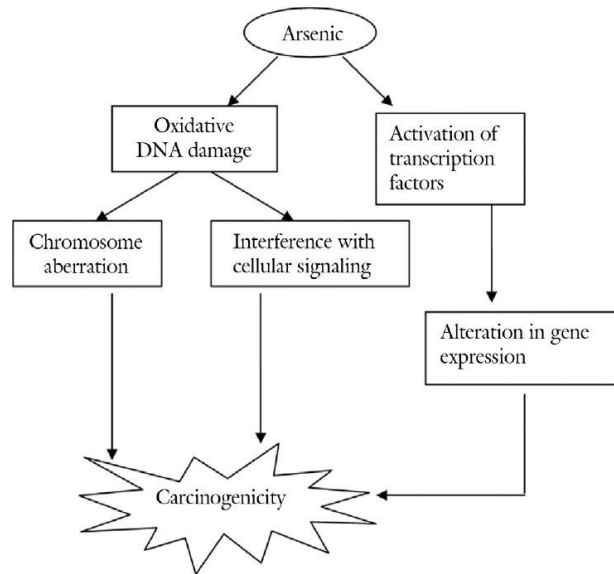 Arsenic
Oxidative
DNA damage
Activation of
transcription
factors
Chromosome
aberration
Interference with
cellular signaling
Alteration in gene
expression
Carcinogenicity